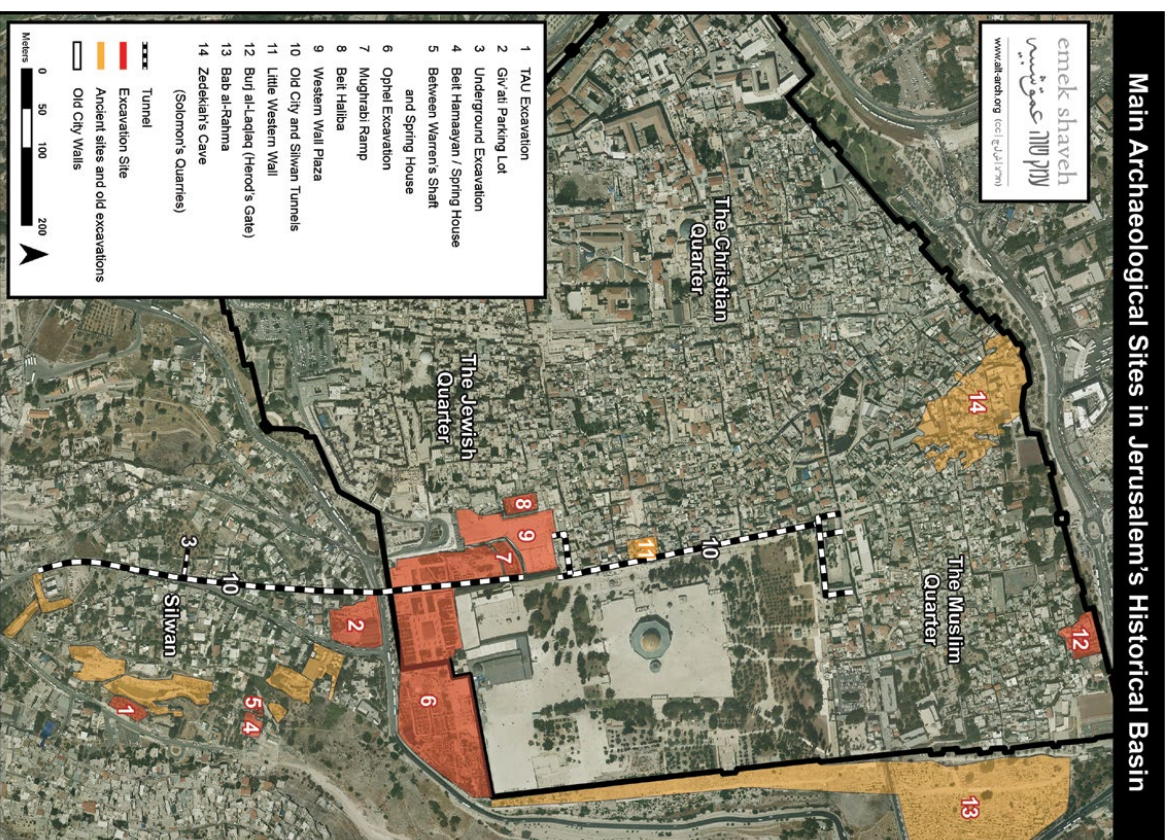 Main Archaeological Sites in Jerusalem's Historical Basin
emek shaveh
עמק שווה
www.alt-arch.org
The Christian
Quarter
The Muslim
Quarter
The Jewish
Quarter
Silwan
14
12
13
11
10
8
9
7
6
2
3
10
5
4
1
1 TAU Excavation
2 Giv'ati Parking Lot
3 Underground Excavation
4 Beit Hamaayan / Spring House
5 Between Warren's Shaft
and Spring House
6 Ophel Excavation
7 Mughrabi Ramp
8 Beit Haliba
9 Western Wall Plaza
10 Old City and Silwan Tunnels
11 Little Western Wall
12 Burj al-Laqlaq (Herod's Gate)
13 Bab al-Rahma
14 Zedekiah's Cave
(Solomon's Quarries)
Tunnel
Excavation Site
Ancient sites and old excavations
Old City Walls
Meters 0 50 100 200